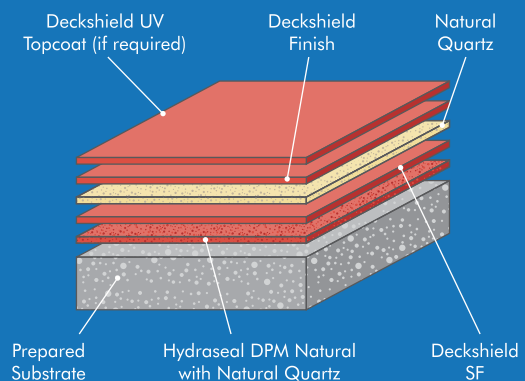 Deckshield UV
Topcoat (if required)
Deckshield
Finish
Natural
Quartz
Prepared
Substrate
Hydraseal DPM Natural
with Natural Quartz
Deckshield
SF